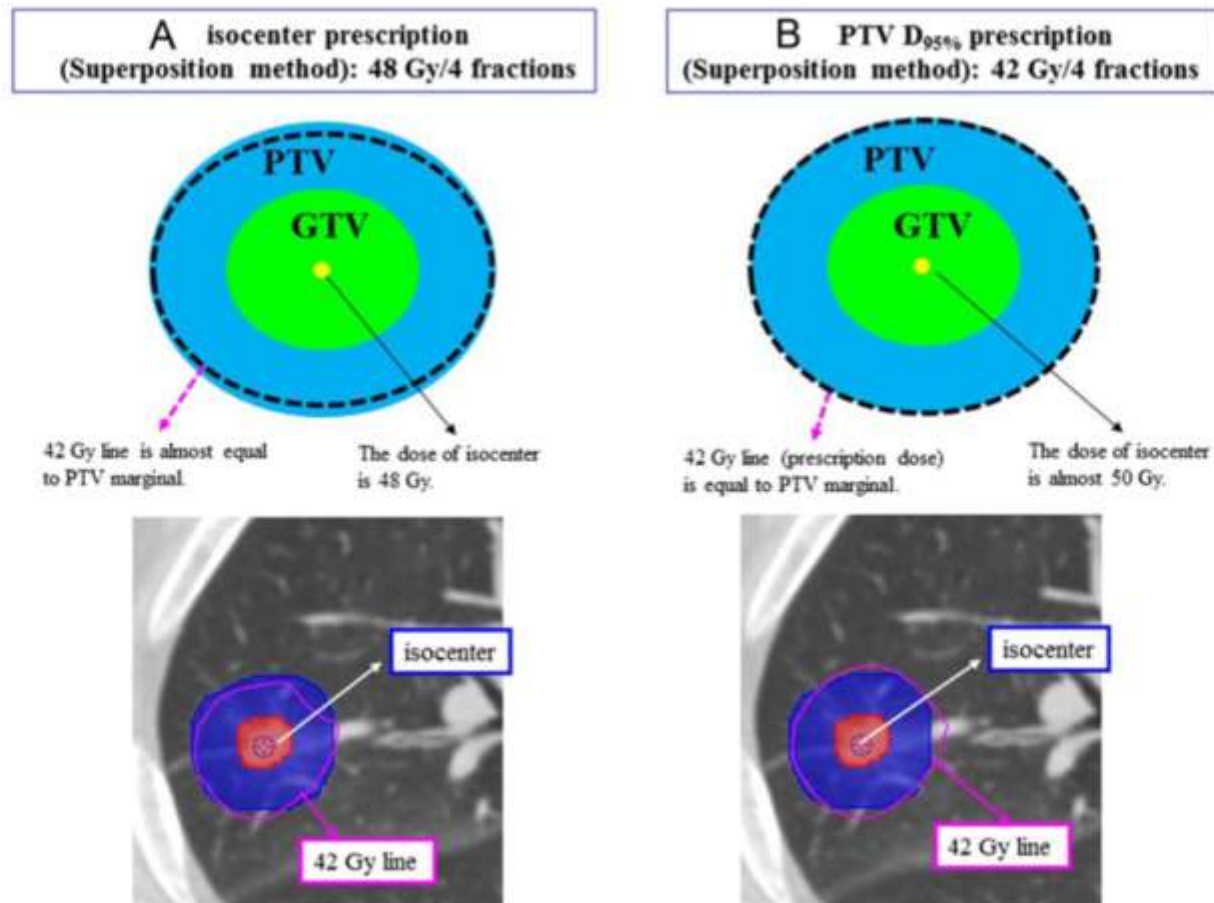 A isocenter prescription
(Superposition method): 48 Gy/4 fractions
PTV
GTV
42 Gy line is almost equal
to PTV marginal.
The dose of isocenter
is 48 Gy.
isocenter
42 Gy line
B PTV D95% prescription
(Superposition method): 42 Gy/4 fractions
PTV
GTV
42 Gy line (prescription dose)
is equal to PTV marginal.
The dose of isocenter
is almost 50 Gy.
isocenter
42 Gy line